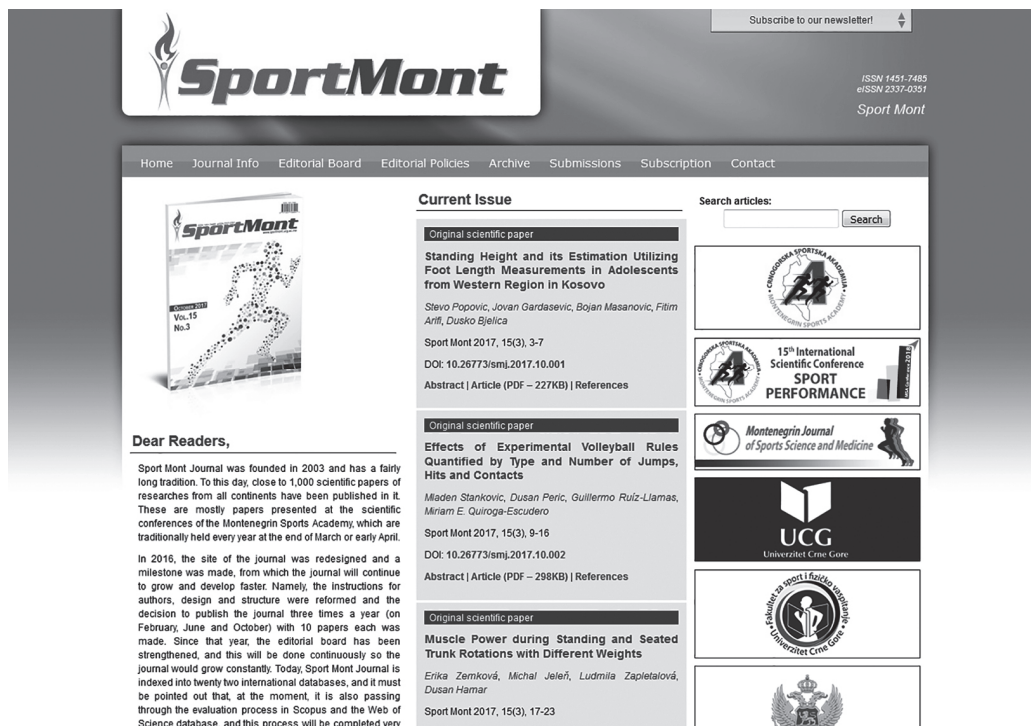 Subscribe to our newsletter!
SportMont
ISSN 1451-7485
eISSN 2337-0351
Sport Mont
Home Journal Info Editorial Board Editorial Policies Archive Submissions Subscription Contact
SportMont
October 2017
Vol.15
No.3
Dear Readers,
Sport Mont Journal was founded in 2003 and has a fairly
long tradition. To this day, close to 1,000 scientific papers of
researches from all continents have been published in it.
These are mostly papers presented at the scientific
conferences of the Montenegrin Sports Academy, which are
traditionally held every year at the end of March or early April.
In 2016, the site of the journal was redesigned and a
milestone was made, from which the journal will continue
to grow and develop faster. Namely, the instructions for
authors, design and structure were reformed and the
decision to publish the journal three times a year (on
February, June and October) with 10 papers each was
made. Since that year, the editorial board has been
strengthened, and this will be done continuously so the
journal would grow constantly. Today, Sport Mont Journal is
indexed into twenty two international databases, and it must
be pointed out that, at the moment, it is also passing
through the evaluation process in Scopus and the Web of
Science database, and this process will be completed very
Current Issue
Original scientific paper
Standing Height and its Estimation Utilizing
Foot Length Measurements in Adolescents
from Western Region in Kosovo
Stevo Popovic, Jovan Gardasevic, Bojan Masanovic, Fitim
Arifi, Dusko Bjelica
Sport Mont 2017, 15(3), 3-7
DOI: 10.26773/smj.2017.10.001
Abstract | Article (PDF – 227KB) | References
Original scientific paper
Effects of Experimental Volleyball Rules
Quantified by Type and Number of Jumps,
Hits and Contacts
Mladen Stankovic, Dusan Peric, Guillermo Ruíz-Llamas,
Miriam E. Quiroga-Escudero
Sport Mont 2017, 15(3), 9-16
DOI: 10.26773/smj.2017.10.002
Abstract | Article (PDF – 298KB) | References
Original scientific paper
Muscle Power during Standing and Seated
Trunk Rotations with Different Weights
Erika Zemková, Michal Jeleň, Ludmila Zapletalová,
Dusan Hamar
Sport Mont 2017, 15(3), 17-23
Search articles:
Search
CRNOGORSKA SPORTSKA AKADEMIJA
MONTENEGRIN SPORTS ACADEMY
15th International
Scientific Conference
SPORT
PERFORMANCE
Montenegrin Journal
of Sports Science and Medicine
UCG
Univerzitet Crne Gore
Fakultet za sport i fizičko vaspitanje
Univerzitet Crne Gore